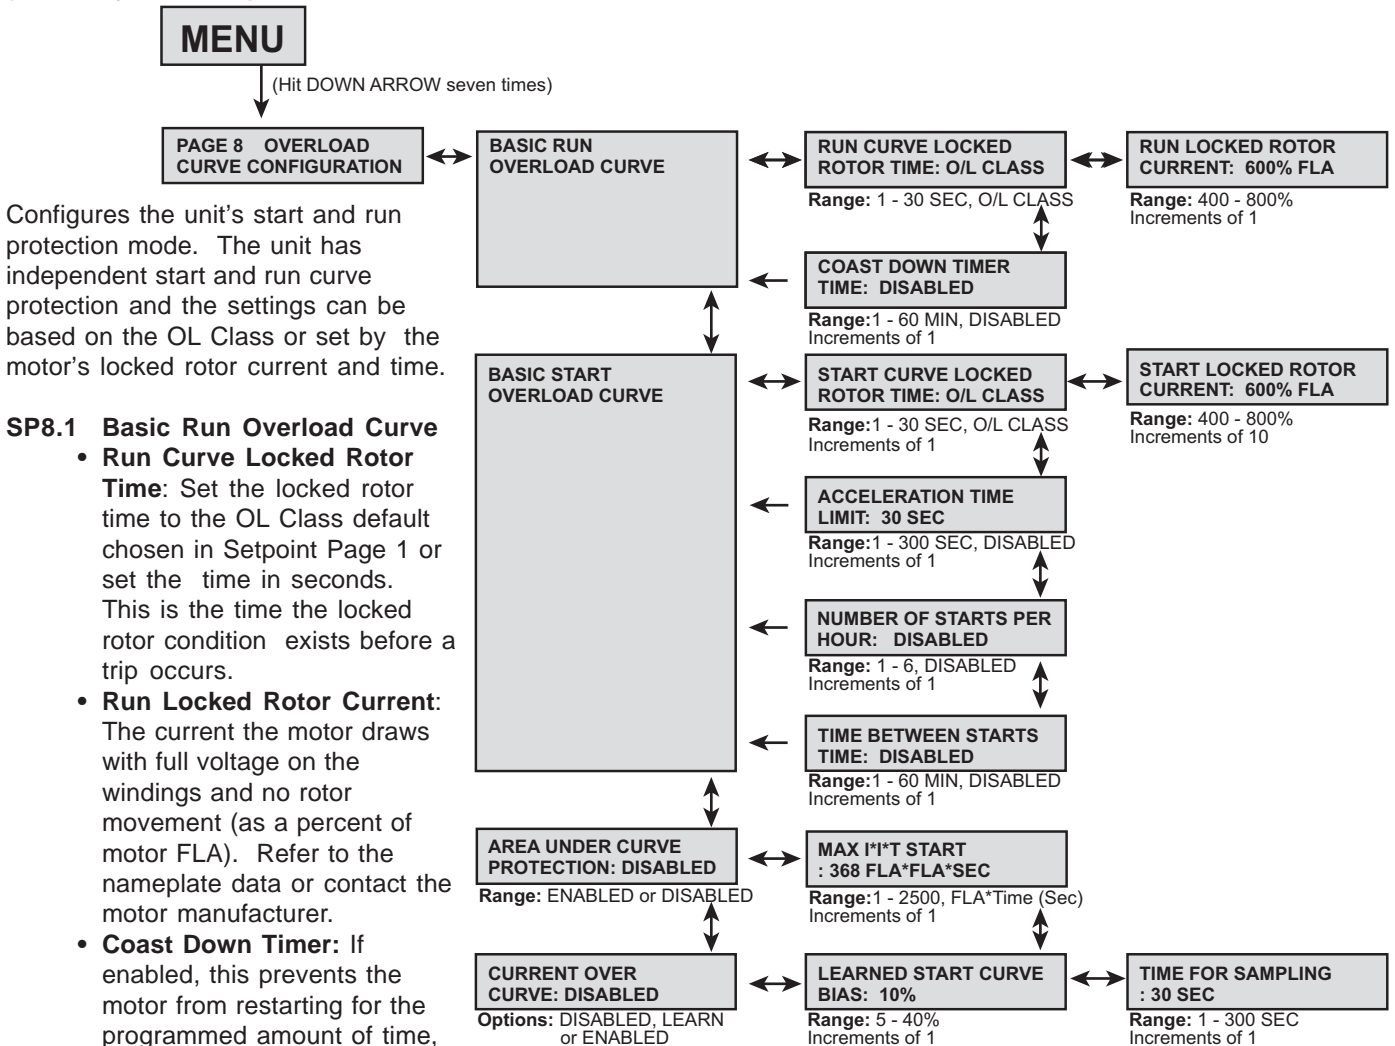 MENU
(Hit DOWN ARROW seven times)
PAGE 8 OVERLOAD
CURVE CONFIGURATION
BASIC RUN
OVERLOAD CURVE
RUN CURVE LOCKED
ROTOR TIME: O/L CLASS
Range: 1 - 30 SEC, O/L CLASS
RUN LOCKED ROTOR
CURRENT: 600% FLA
Range: 400 - 800%
Increments of 1
COAST DOWN TIMER
TIME: DISABLED
Range:1 - 60 MIN, DISABLED
Increments of 1
BASIC START
OVERLOAD CURVE
START CURVE LOCKED
ROTOR TIME: O/L CLASS
Range:1 - 30 SEC, O/L CLASS
Increments of 1
START LOCKED ROTOR
CURRENT: 600% FLA
Range: 400 - 800%
Increments of 10
ACCELERATION TIME
LIMIT: 30 SEC
Range:1 - 300 SEC, DISABLED
Increments of 1
NUMBER OF STARTS PER
HOUR: DISABLED
Range: 1 - 6, DISABLED
Increments of 1
TIME BETWEEN STARTS
TIME: DISABLED
Range:1 - 60 MIN, DISABLED
Increments of 1
AREA UNDER CURVE
PROTECTION: DISABLED
Range: ENABLED or DISABLED
MAX I*I*T START
: 368 FLA*FLA*SEC
Range:1 - 2500, FLA*Time (Sec)
Increments of 1
CURRENT OVER
CURVE: DISABLED
Options: DISABLED, LEARN
or ENABLED
LEARNED START CURVE
BIAS: 10%
Range: 5 - 40%
Increments of 1
TIME FOR SAMPLING
: 30 SEC
Range: 1 - 300 SEC
Increments of 1
Configures the unit's start and run
protection mode. The unit has
independent start and run curve
protection and the settings can be
based on the OL Class or set by the
motor's locked rotor current and time.
SP8.1 Basic Run Overload Curve
• Run Curve Locked Rotor
Time: Set the locked rotor
time to the OL Class default
chosen in Setpoint Page 1 or
set the time in seconds.
This is the time the locked
rotor condition exists before a
trip occurs.
• Run Locked Rotor Current:
The current the motor draws
with full voltage on the
windings and no rotor
movement (as a percent of
motor FLA). Refer to the
nameplate data or contact the
motor manufacturer.
• Coast Down Timer: If
enabled, this prevents the
motor from restarting for the
programmed amount of time,